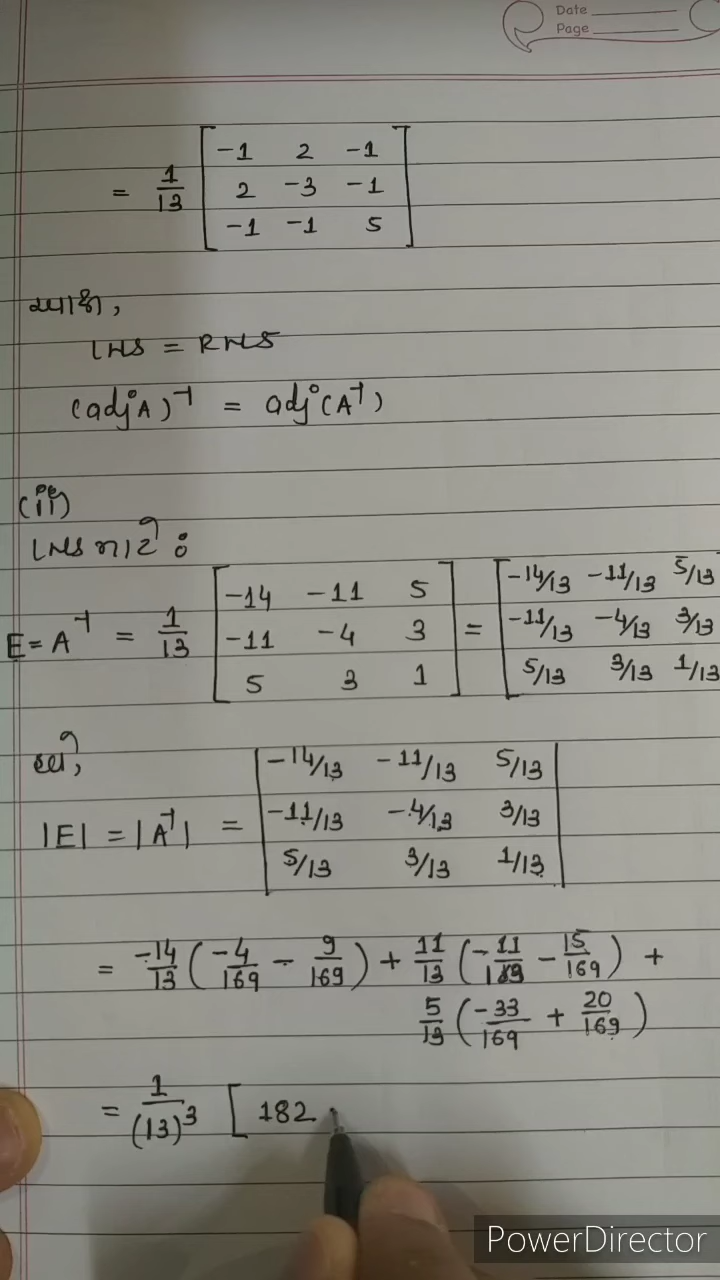 Date
Page
= 1/13 [ -1 2 -1
2 -3 -1
-1 -1 5 ]
આથી,
LHS = RHS
(adj A)⁻¹ = adj (A⁻¹)
(ii)
LHS માટે :
E = A⁻¹ = 1/13 [ -14 -11 5 ] = [ -14/13 -11/13 5/13
-11 -4 3 -11/13 -4/13 3/13
5 3 1 5/13 3/13 1/13
હવે,
|E| = |A⁻¹| = | -14/13 -11/13 5/13 |
-11/13 -4/13 3/13
5/13 3/13 1/13
= -14/13 ( -4/169 - 9/169 ) + 11/13 ( -11/169 - 15/169 ) +
5/13 ( -33/169 + 20/169 )
= 1/(13)³ [ 182
PowerDirector